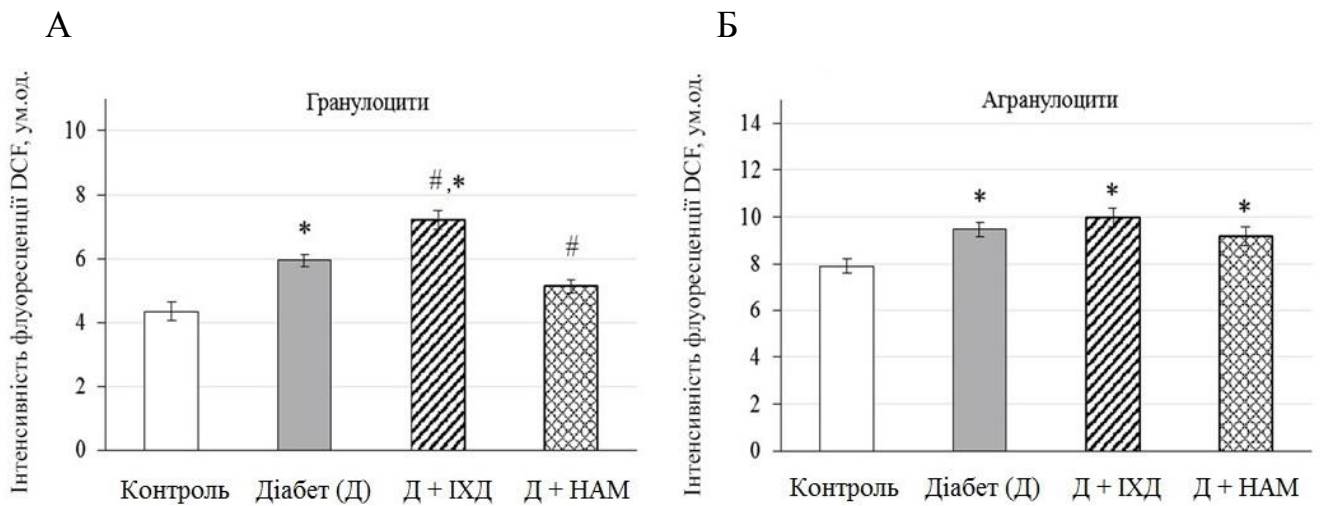 А
Інтенсивність флуоресценції DCF, ум.од.
Гранулоцити
10
8
6
4
2
0
*
#,*
#
Контроль
Діабет (Д)
Д + ІХД
Д + НАМ
Б
Інтенсивність флуоресценції DCF, ум.од.
Агранулоцити
14
12
10
8
6
4
2
0
*
*
*
Контроль
Діабет (Д)
Д + ІХД
Д + НАМ